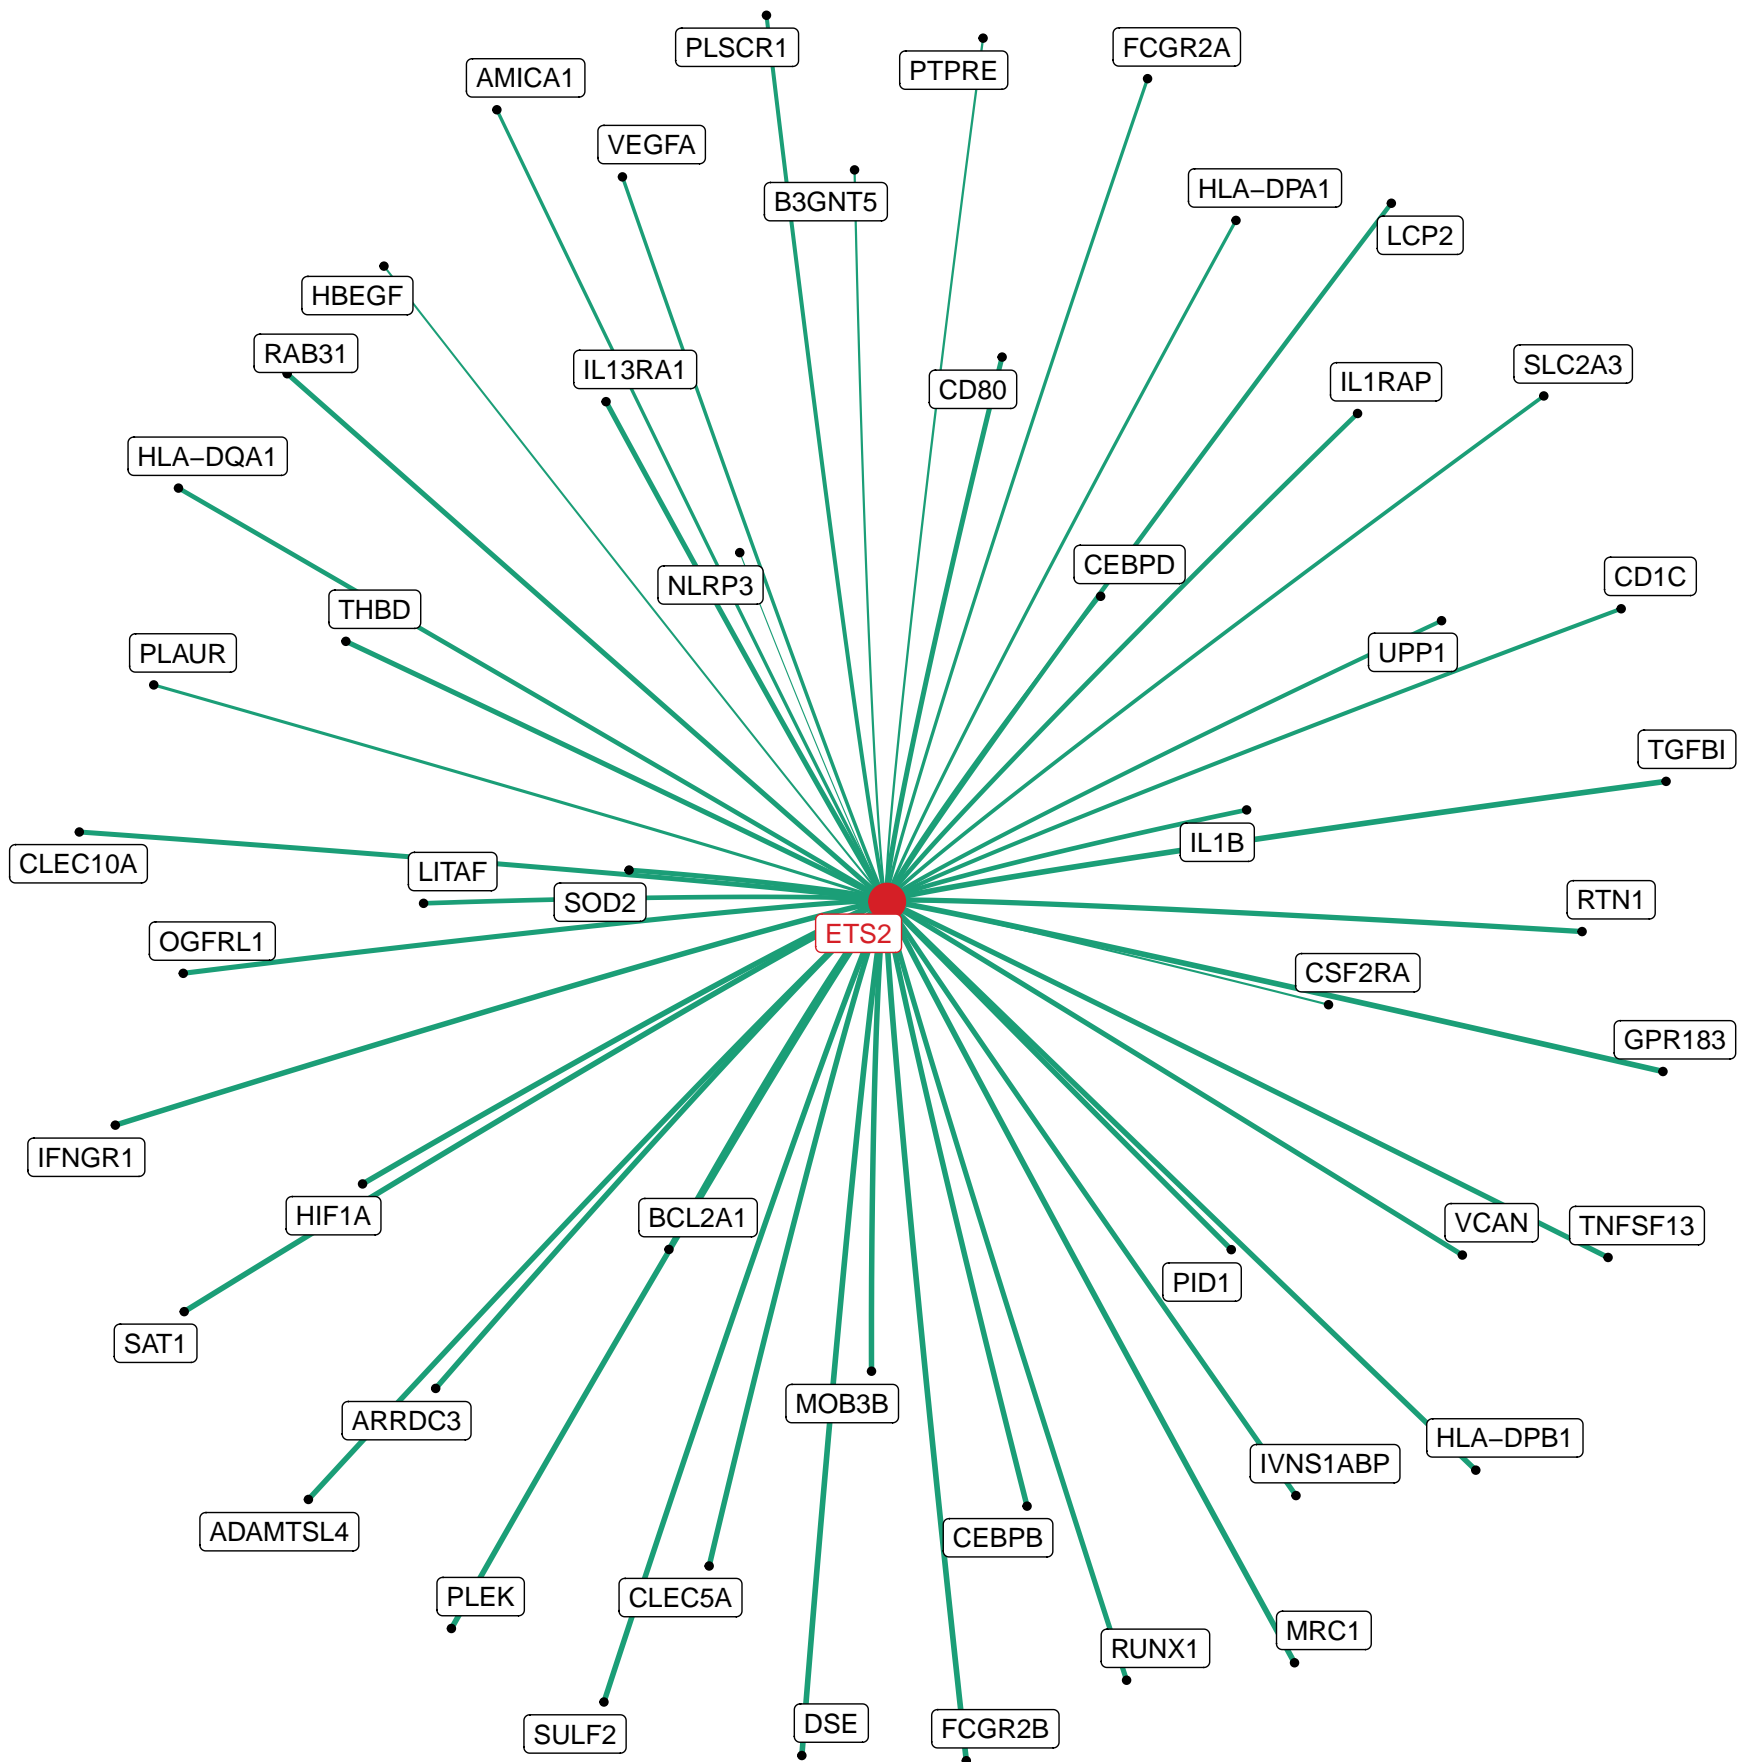 PLSCR1
FCGR2A
PTPRE
AMICA1
VEGFA
HLA−DPA1
B3GNT5
LCP2
HBEGF
RAB31
SLC2A3
IL13RA1
IL1RAP
CD80
HLA−DQA1
CEBPD
CD1C
NLRP3
THBD
UPP1
PLAUR
TGFBI
IL1B
CLEC10A
LITAF
RTN1
SOD2
ETS2
OGFRL1
CSF2RA
GPR183
IFNGR1
HIF1A
BCL2A1
VCAN
TNFSF13
PID1
SAT1
MOB3B
ARRDC3
HLA−DPB1
IVNS1ABP
ADAMTSL4
CEBPB
PLEK
CLEC5A
MRC1
RUNX1
DSE
FCGR2B
SULF2